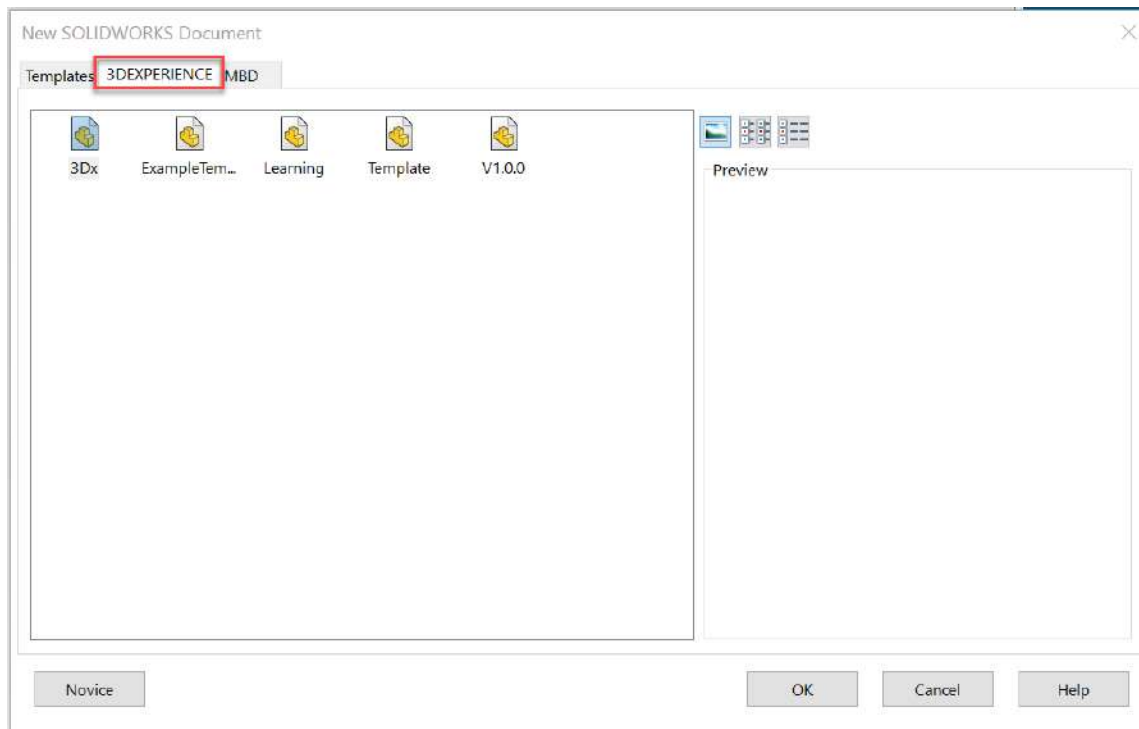 New SOLIDWORKS Document
Templates 3DEXPERIENCE MBD
3Dx ExampleTem... Learning Template V1.0.0
Preview
Novice OK Cancel Help